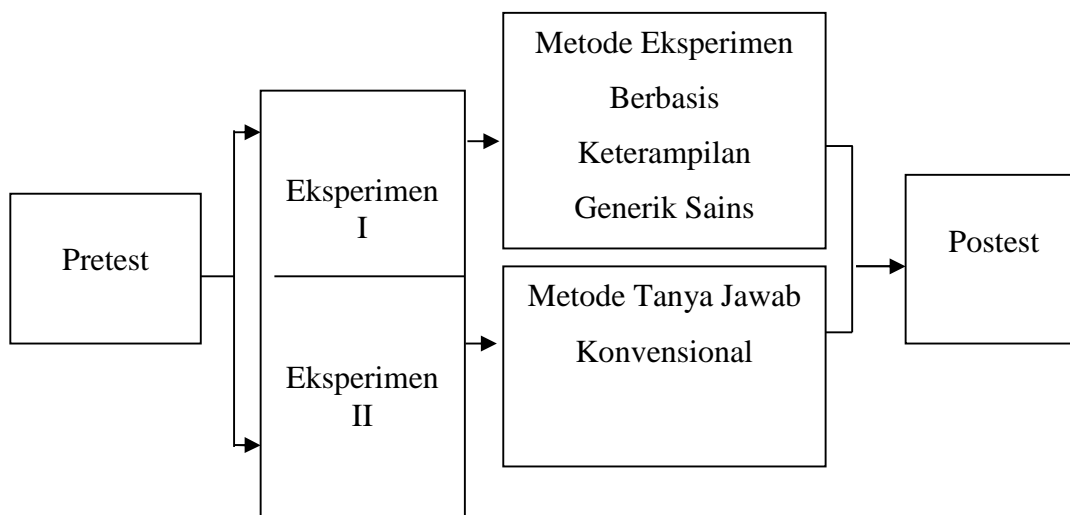 Pretest
Eksperimen
I
Eksperimen
II
Metode Eksperimen
Berbasis
Keterampilan
Generik Sains
Metode Tanya Jawab
Konvensional
Postest